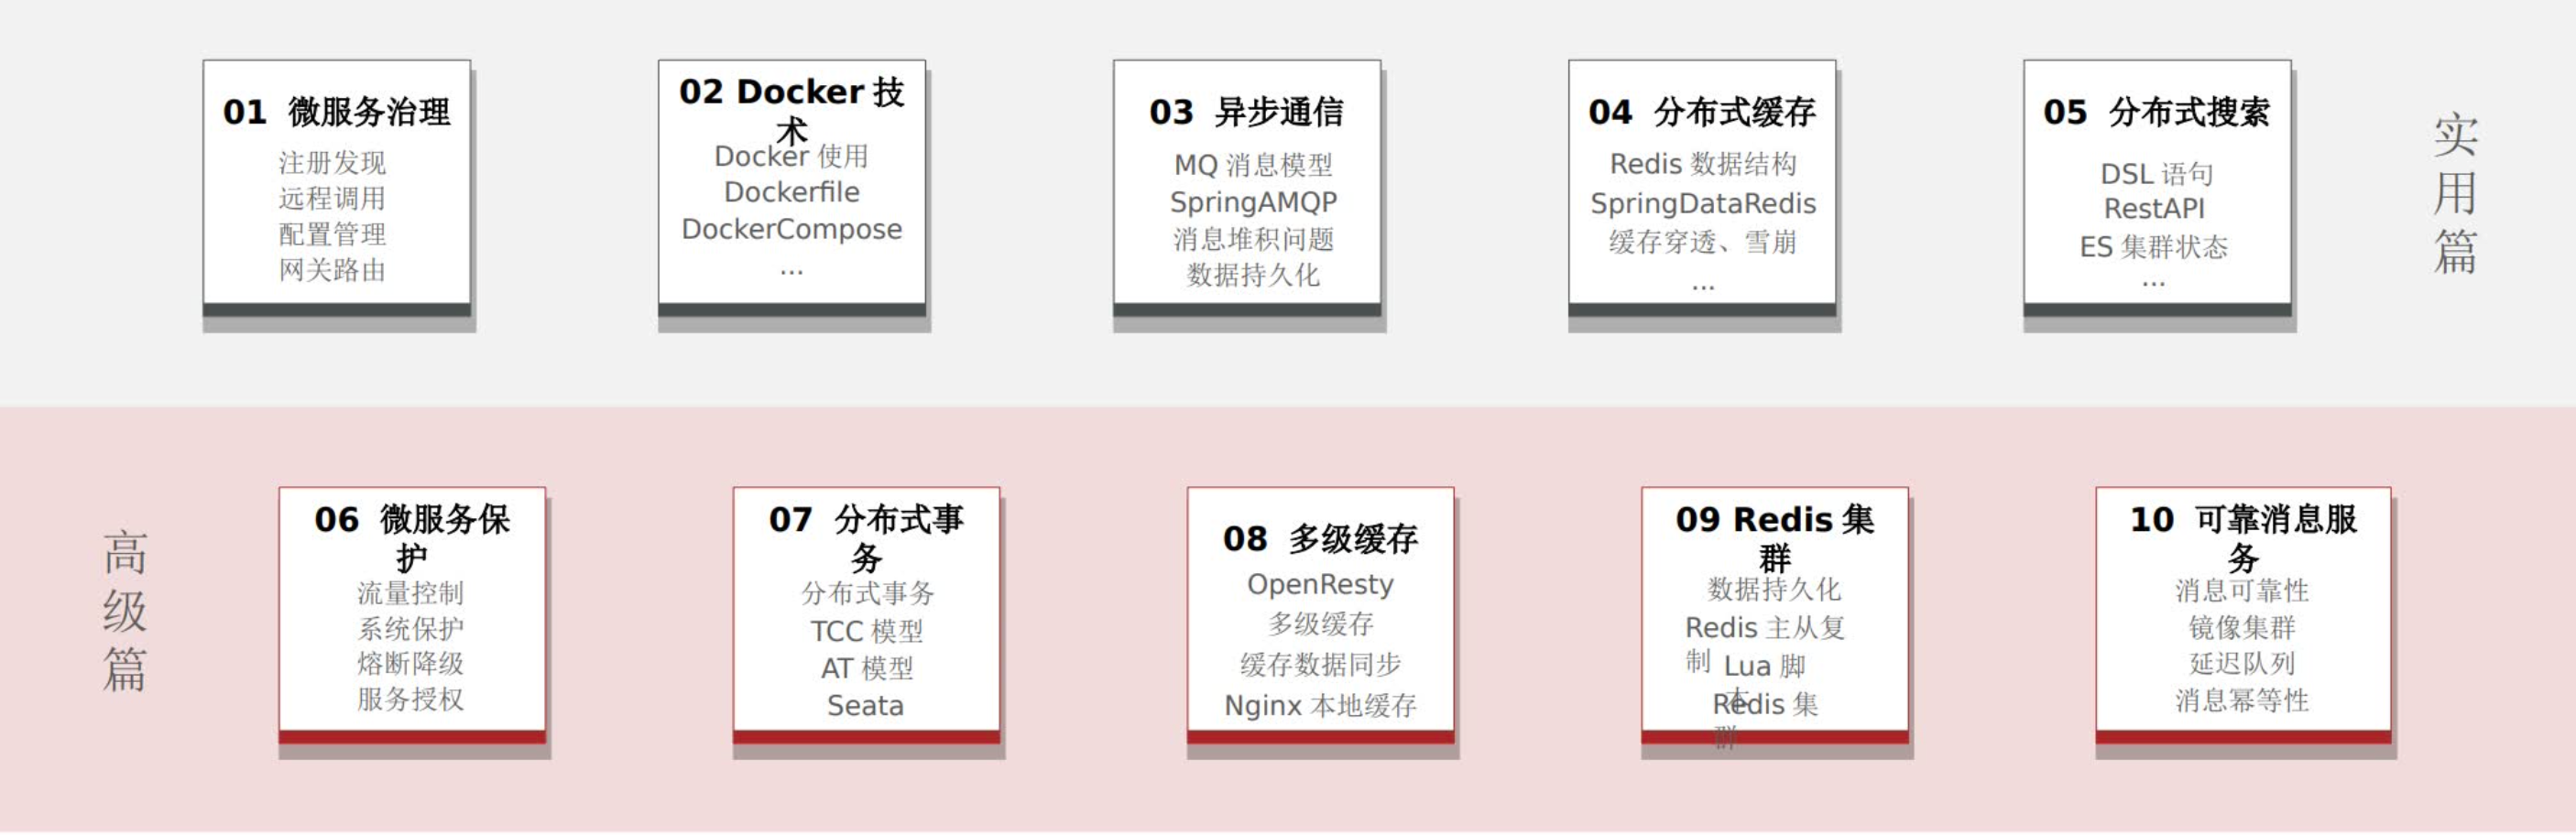 01 微服务治理
注册发现
远程调用
配置管理
网关路由
02 Docker 技
术
Docker 使用
Dockerfile
DockerCompose
...
03 异步通信
MQ 消息模型
SpringAMQP
消息堆积问题
数据持久化
04 分布式缓存
Redis 数据结构
SpringDataRedis
缓存穿透、雪崩
...
05 分布式搜索
DSL 语句
RestAPI
ES 集群状态
...
实用篇
高级篇
06 微服务保
护
流量控制
系统保护
熔断降级
服务授权
07 分布式事
务
分布式事务
TCC 模型
AT 模型
Seata
08 多级缓存
OpenResty
多级缓存
缓存数据同步
Nginx 本地缓存
09 Redis 集
群
数据持久化
Redis 主从复
制
Lua 脚
本
Redis 集
群
10 可靠消息服
务
消息可靠性
镜像集群
延迟队列
消息幂等性